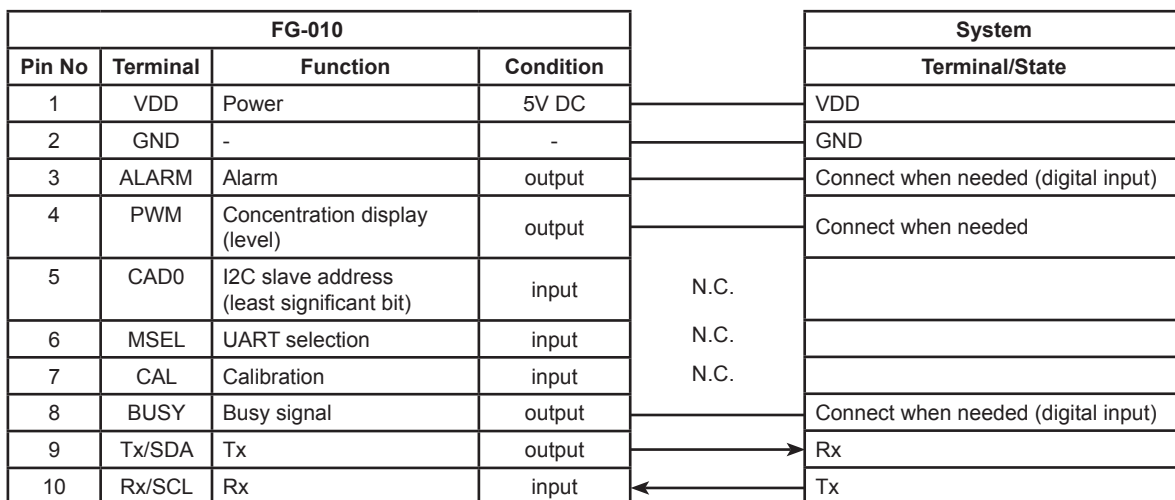 FG-010 System
Pin No Terminal Function Condition Terminal/State
1 VDD Power 5V DC VDD
2 GND - - GND
3 ALARM Alarm output Connect when needed (digital input)
4 PWM Concentration display
(level) output Connect when needed
5 CAD0 I2C slave address
(least significant bit) input N.C.
6 MSEL UART selection input N.C.
7 CAL Calibration input N.C.
8 BUSY Busy signal output Connect when needed (digital input)
9 Tx/SDA Tx output Rx
10 Rx/SCL Rx input Tx